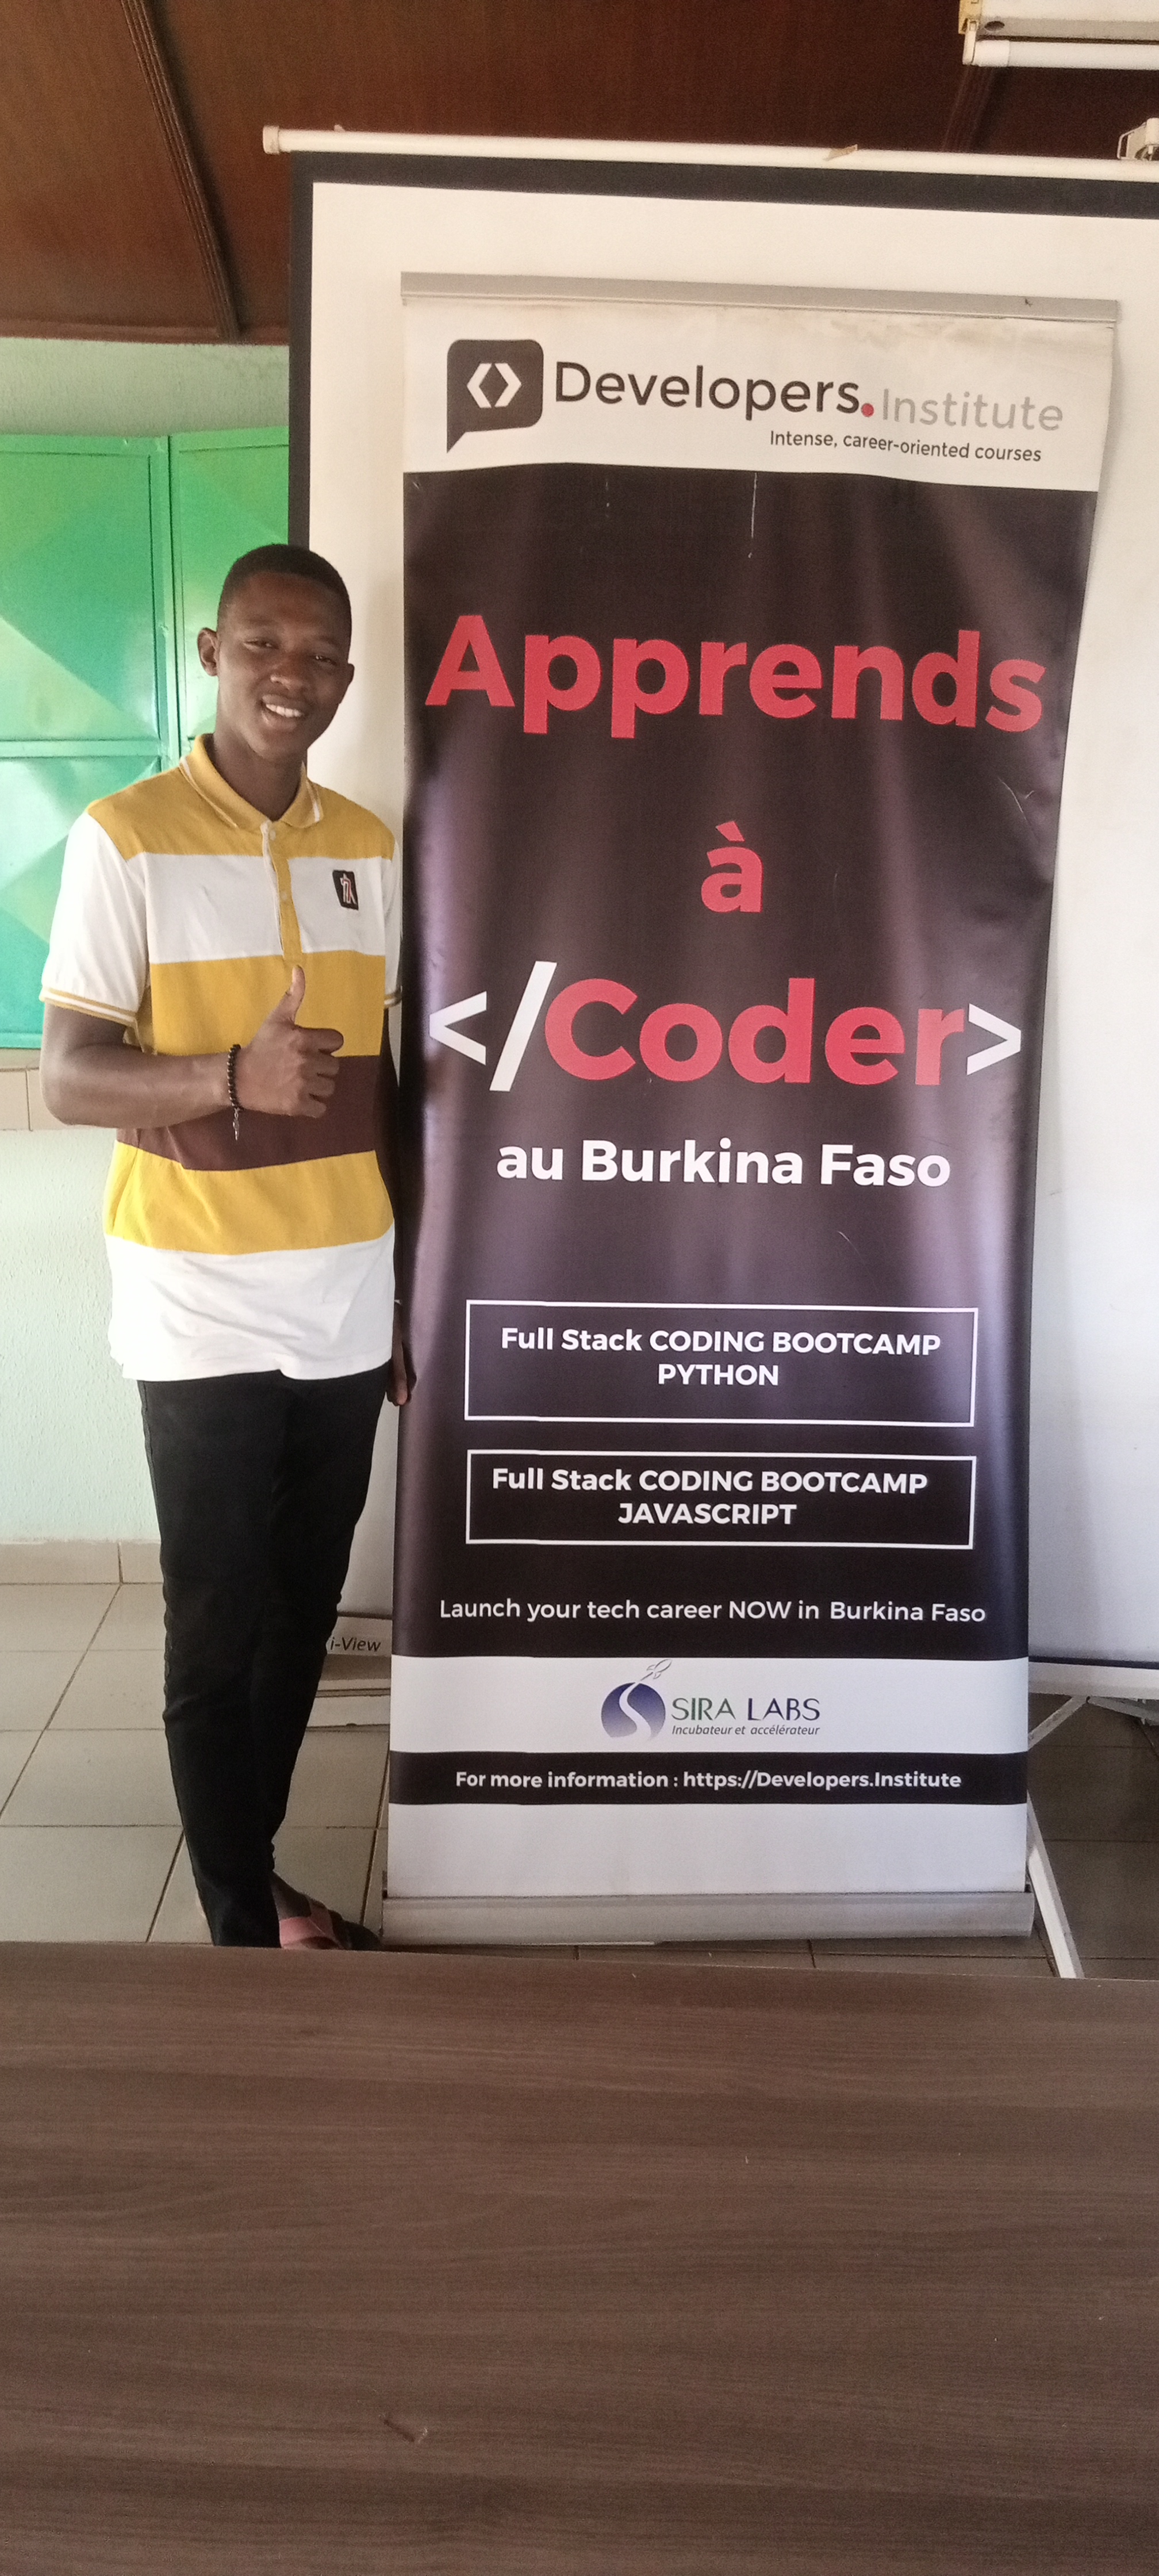 Developers.Institute
Intense, career-oriented courses
Apprends
à
</Coder>
au Burkina Faso
Full Stack CODING BOOTCAMP
PYTHON
Full Stack CODING BOOTCAMP
JAVASCRIPT
Launch your tech career NOW in Burkina Faso
i-View
SIRA LABS
Incubateur et accélérateur
For more information : https://Developers.Institute